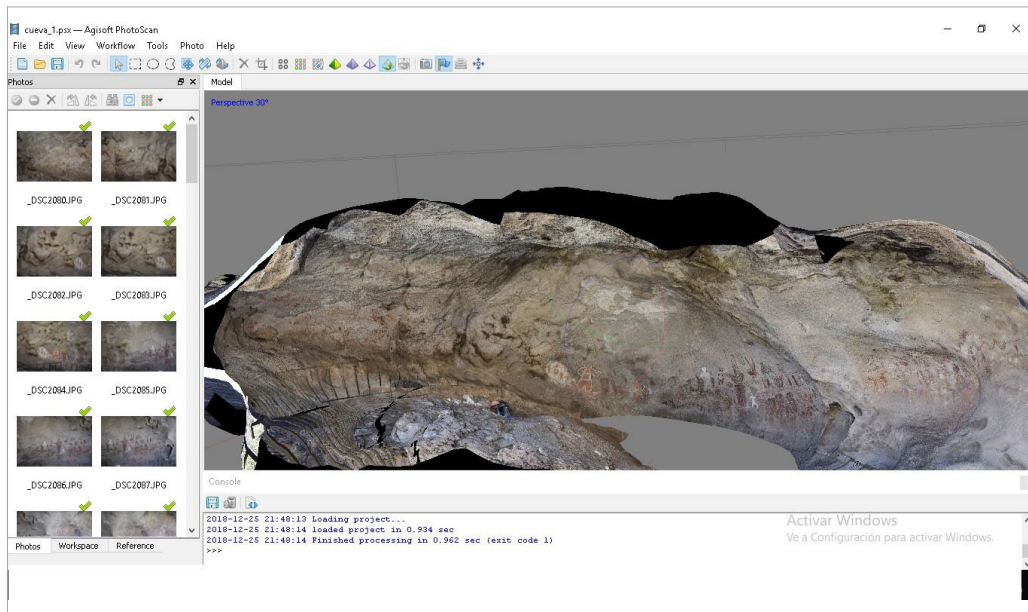 cueva_1.psx — Agisoft PhotoScan
File Edit View Workflow Tools Photo Help
Photos
Model
Perspective 30°
_DSC2080.JPG _DSC2081.JPG
_DSC2082.JPG _DSC2083.JPG
_DSC2084.JPG _DSC2085.JPG
_DSC2086.JPG _DSC2087.JPG
Photos Workspace Reference
Console
2018-12-25 21:48:13 Loading project...
2018-12-25 21:48:14 loaded project in 0.934 sec
2018-12-25 21:48:14 Finished processing in 0.962 sec (exit code 1)
>>>
Activar Windows
Ve a Configuración para activar Windows.